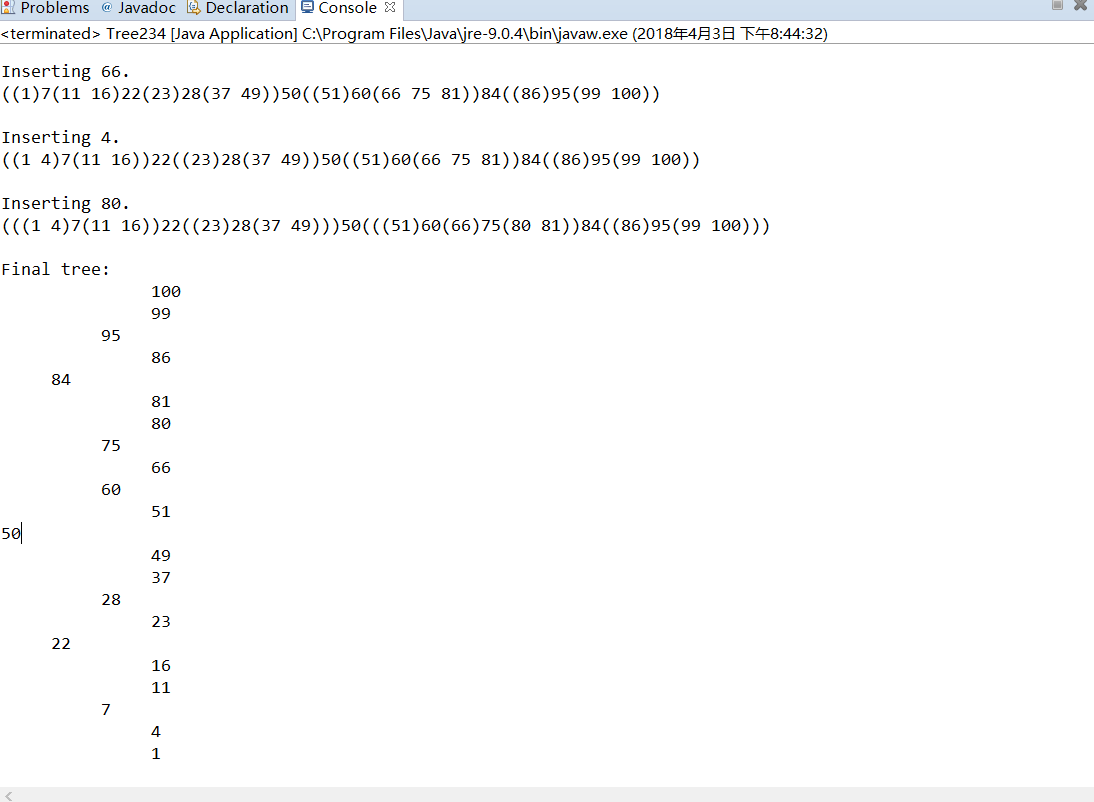 Problems @ Javadoc Declaration Console
<terminated> Tree234 [Java Application] C:\Program Files\Java\jre-9.0.4\bin\javaw.exe (2018年4月3日 下午8:44:32)
Inserting 66.
((1)7(11 16)22(23)28(37 49))50((51)60(66 75 81))84((86)95(99 100))
Inserting 4.
((1 4)7(11 16))22((23)28(37 49))50((51)60(66 75 81))84((86)95(99 100))
Inserting 80.
(((1 4)7(11 16))22((23)28(37 49)))50(((51)60(66)75(80 81))84((86)95(99 100)))
Final tree:
100
99
95
86
84
81
80
75
66
60
51
50
49
37
28
23
22
16
11
7
4
1